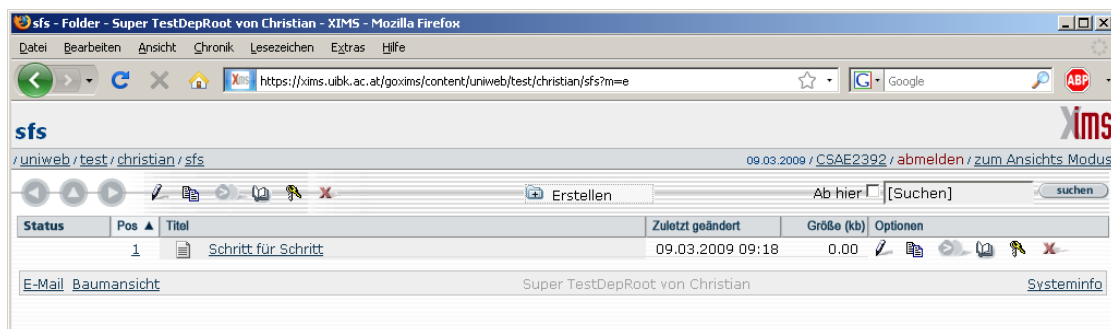 sfs - Folder - Super TestDepRoot von Christian - XIMS - Mozilla Firefox
Datei Bearbeiten Ansicht Chronik Lesezeichen Extras Hilfe
Xims https://xims.uibk.ac.at/goxims/content/uniweb/test/christian/sfs?m=e G Google ABP
sfs Xims
/ uniweb / test / christian / sfs 09.03.2009 / CSAE2392 / abmelden / zum Ansichts Modus
Erstellen Ab hier [Suchen] suchen
Status Pos ▲ Titel Zuletzt geändert Größe (kb) Optionen
1 Schritt für Schritt 09.03.2009 09:18 0.00
E-Mail Baumansicht Super TestDepRoot von Christian Systeminfo